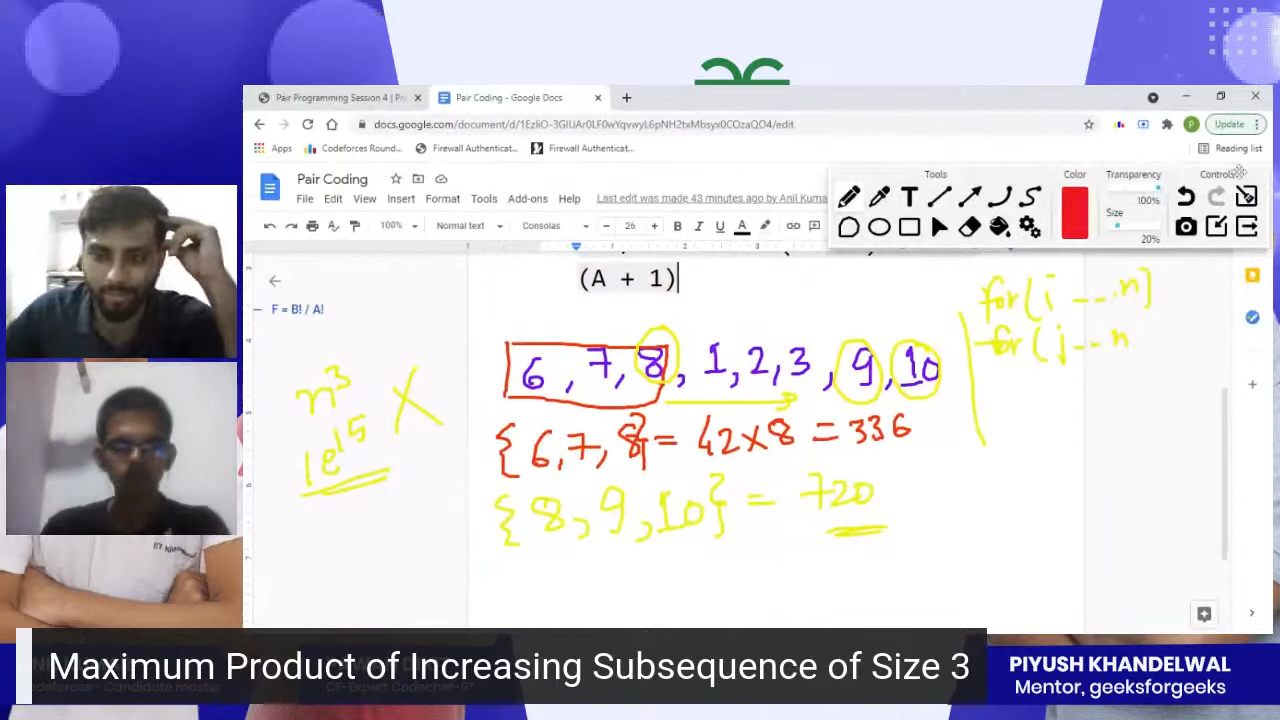 Pair Programming Session 4 | Pr
Pair Coding - Google Docs
docs.google.com/document/d/1EzIiO-3GIUAr0LF0wYqvwyL6pNH2txMbsyx0COzaQO4/edit
Update
Apps
Codeforces Round...
Firewall Authenticat...
Firewall Authenticat...
Reading list
Pair Coding
File Edit View Insert Format Tools Add-ons Help
Last edit was made 43 minutes ago by Anil Kuma
Tools
Color
Transparency
Controls
100%
Size
20%
100%
Normal text
Consolas
26
B I U A
(A + 1)
F = B! / A!
for(i ----n)
for(j--n
6, 7, 8, 1, 2, 3, 9, 10
n3 X
1e15
{6, 7, 8} = 42x8 = 336
{8, 9, 10} = 720
Maximum Product of Increasing Subsequence of Size 3
PIYUSH KHANDELWAL
Mentor, geeksforgeeks